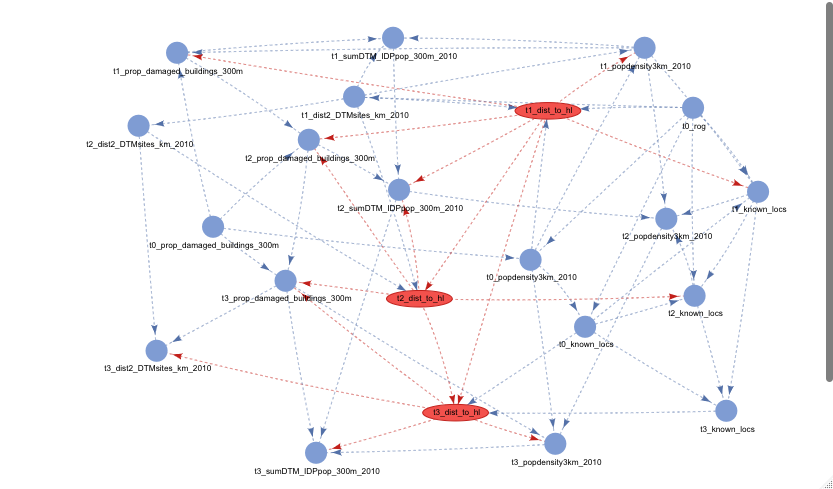 t1_sumDTM_IDPpop_300m_2010
t1_popdensity3km_2010
t1_prop_damaged_buildings_300m
t1_dist2_DTMsites_km_2010
t1_dist_to_hl
t0_rog
t2_dist2_DTMsites_km_2010
t2_prop_damaged_buildings_300m
t2_sumDTM_IDPpop_300m_2010
t1_known_locs
t0_prop_damaged_buildings_300m
t2_popdensity3km_2010
t0_popdensity3km_2010
t3_prop_damaged_buildings_300m
t2_dist_to_hl
t2_known_locs
t0_known_locs
t3_dist2_DTMsites_km_2010
t3_dist_to_hl
t3_known_locs
t3_popdensity3km_2010
t3_sumDTM_IDPpop_300m_2010